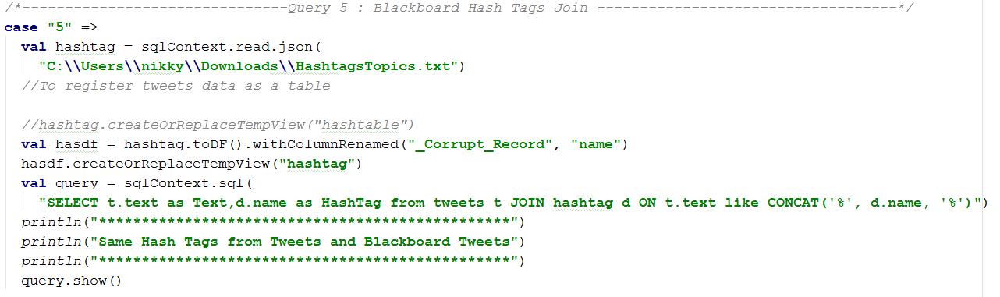 /*-------------------------------Query 5 : Blackboard Hash Tags Join -----------------------------------*/
case "5" =>
  val hashtag = sqlContext.read.json(
    "C:\\Users\\nikky\\Downloads\\HashtagsTopics.txt")
  //To register tweets data as a table
  //hashtag.createOrReplaceTempView("hashtable")
  val hasdf = hashtag.toDF().withColumnRenamed("_Corrupt_Record", "name")
  hasdf.createOrReplaceTempView("hashtag")
  val query = sqlContext.sql(
    "SELECT t.text as Text,d.name as HashTag from tweets t JOIN hashtag d ON t.text like CONCAT('%', d.name, '%')")
  println("************************************************")
  println("Same Hash Tags from Tweets and Blackboard Tweets")
  println("************************************************")
  query.show()